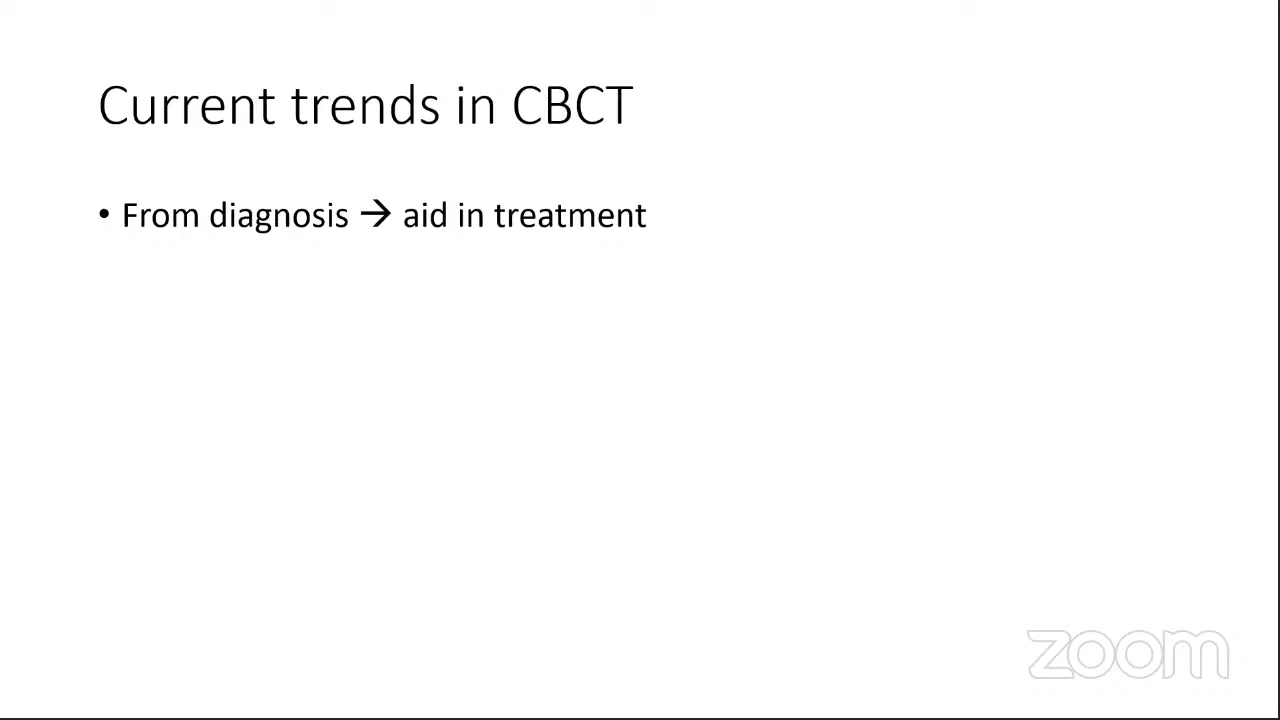 Current trends in CBCT
• From diagnosis → aid in treatment
zoom